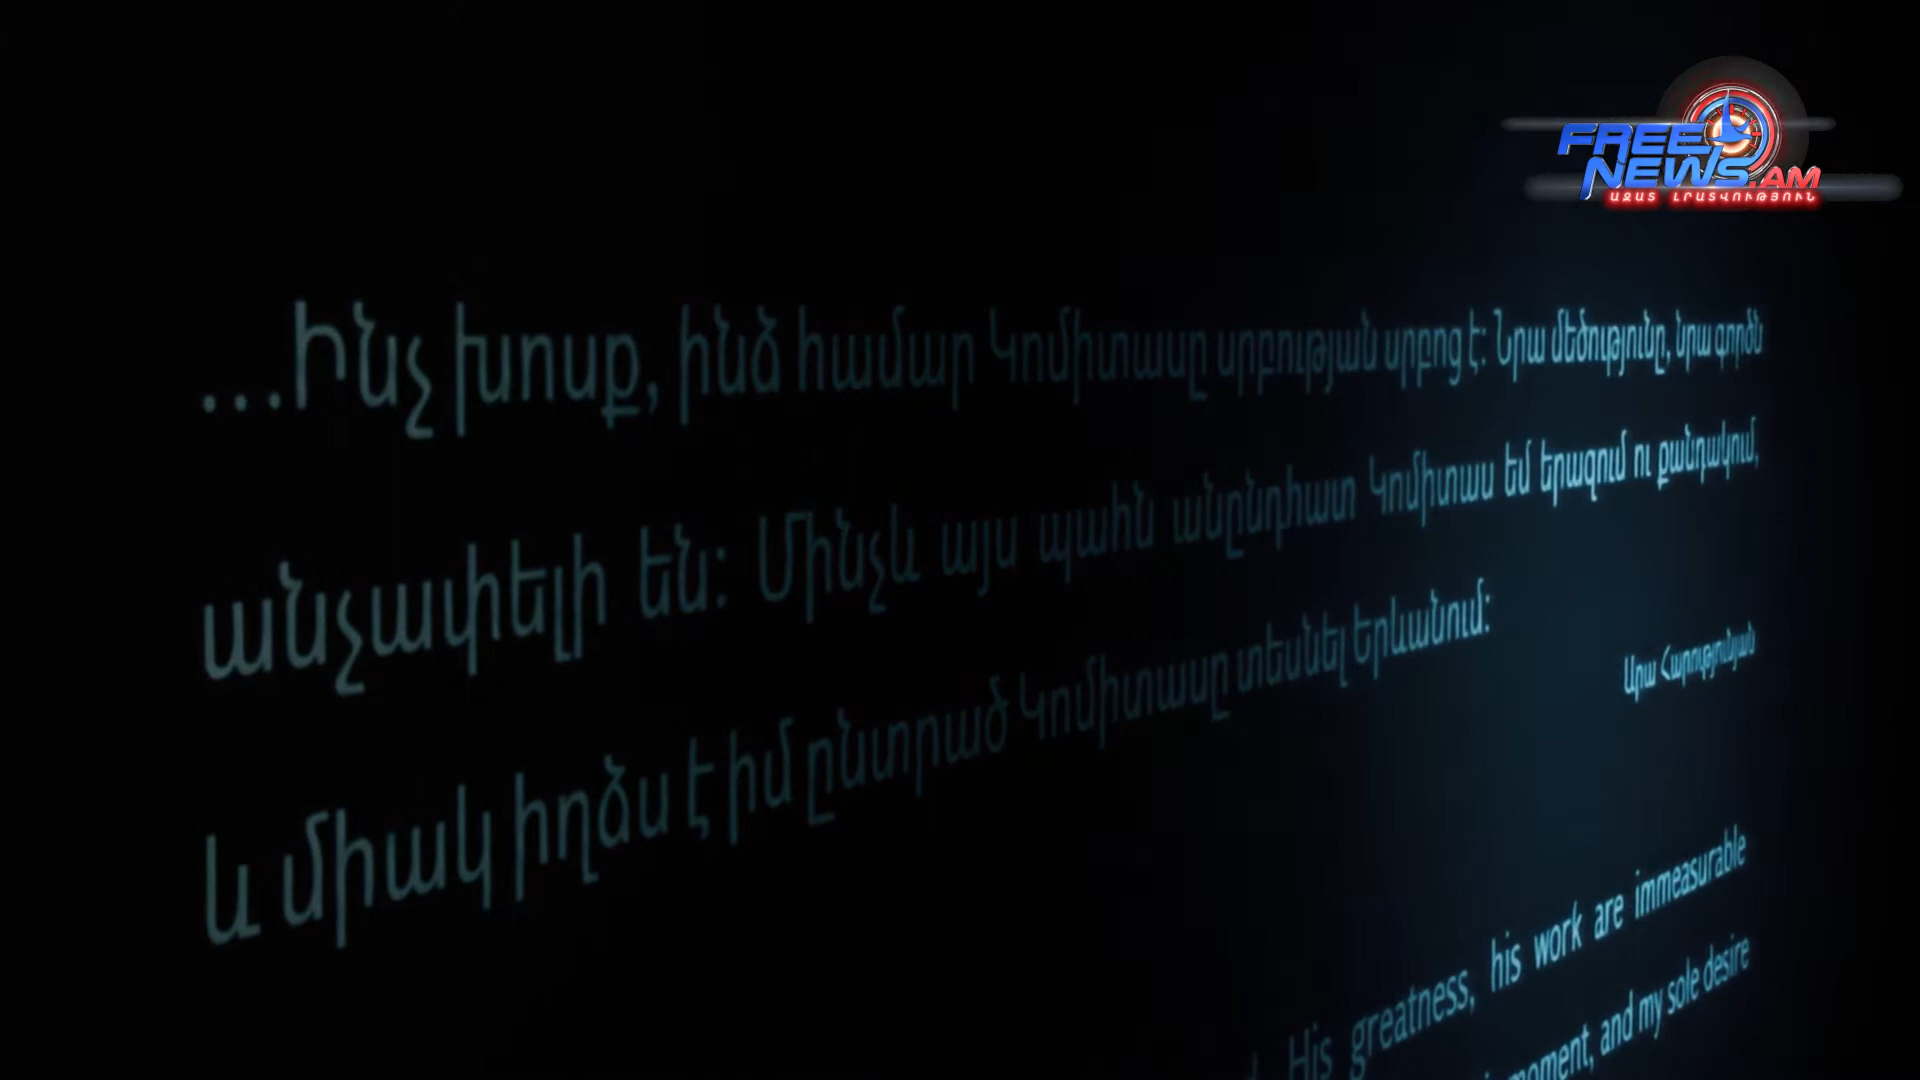 FREE
NEWS.AM
ԱԶԱՏ ԼՐԱՏՎՈՒԹՅՈՒՆ
...Ինչ խոսք, ինձ համար Կոմիտասը սրբության սրբոց է: Նրա մեծությունը, նրա գործն
անչափելի են: Մինչև այս պահն անընդհատ Կոմիտաս եմ երազում ու քանդակում,
և միակ իղձս է իմ ընտրած Կոմիտասը տեսնել Երևանում:
Արա Հարությունյան
His greatness, his work are immeasurable
moment, and my sole desire